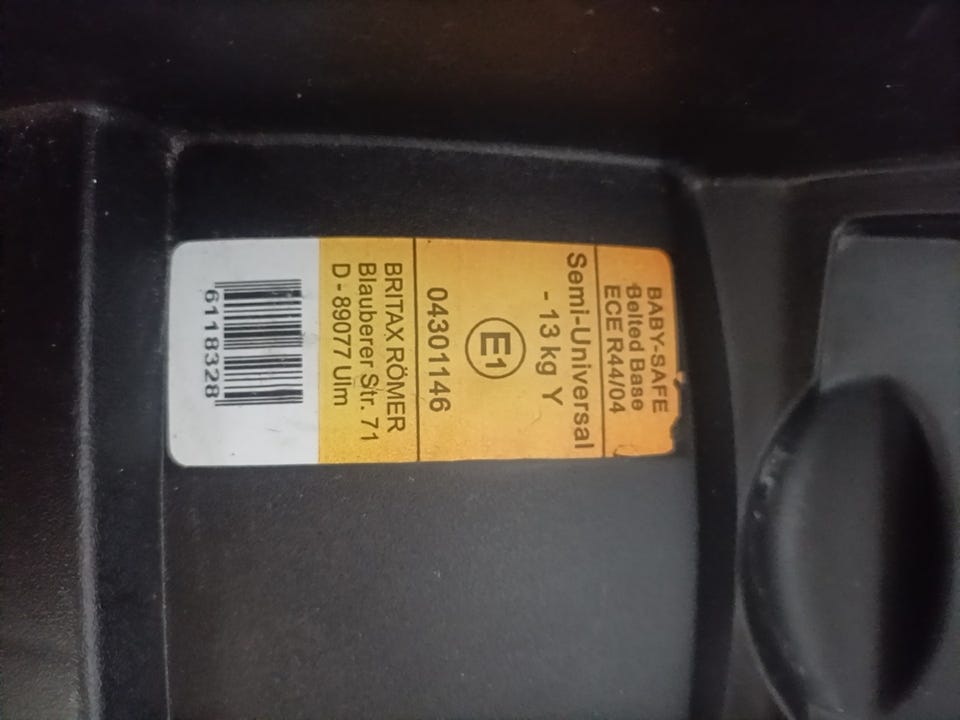 BABY-SAFE
Belted Base
ECE R44/04
Semi-Universal
- 13 kg Y
E1
04301146
BRITAX RÖMER
Blauberer Str. 71
D - 89077 Ulm
61118328